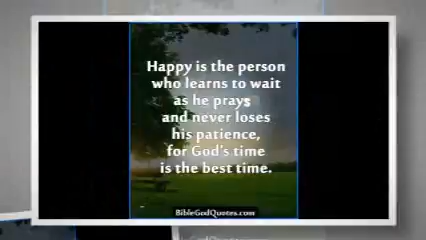 Happy is the person
who learns to wait
as he prays
and never loses
his patience,
for God's time
is the best time.
BibleGodQuotes.com